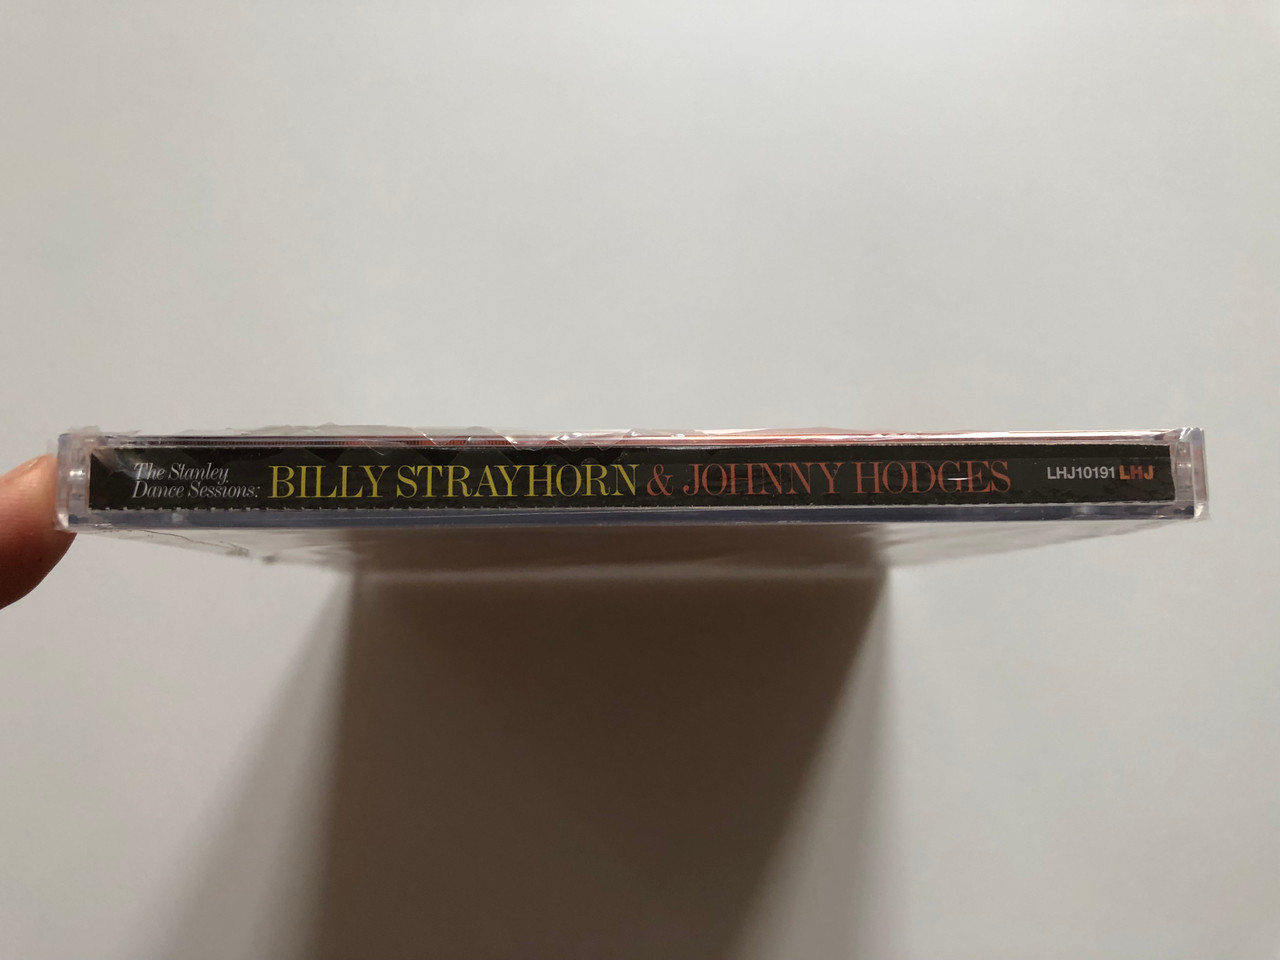 The Stanley
Dance Sessions:
BILLY STRAYHORN & JOHNNY HODGES
LHJ10191 LHJ